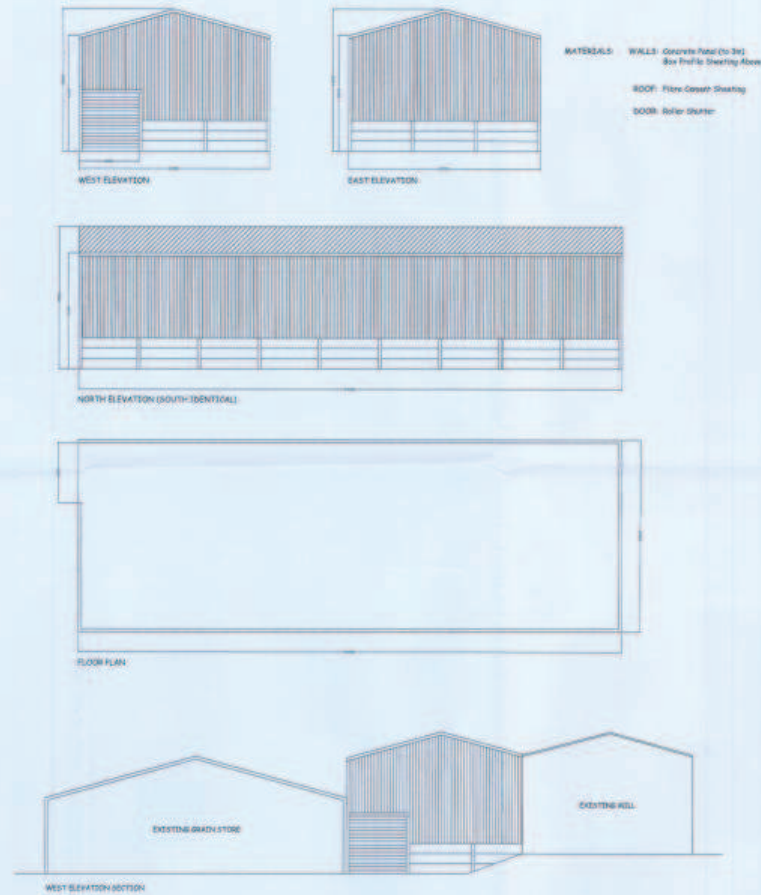 MATERIALS: WALLS: Concrete Panel (to 3m)
Box Profile Sheeting Above
ROOF: Fibre Cement Sheeting
DOOR: Roller Shutter
WEST ELEVATION
EAST ELEVATION
NORTH ELEVATION (SOUTH IDENTICAL)
FLOOR PLAN
EXISTING GRAIN STORE
EXISTING MILL
WEST ELEVATION SECTION